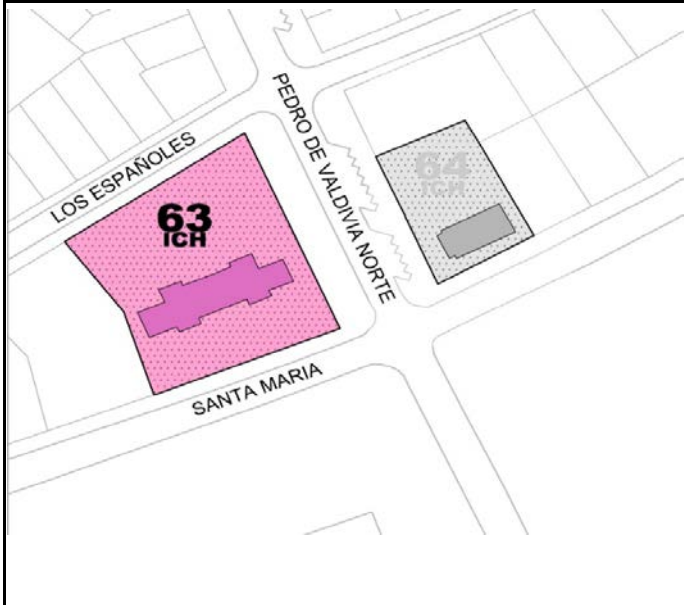 PEDRO DE VALDIVIA NORTE
LOS ESPAÑOLES
63
ICH
64
ICH
SANTA MARIA